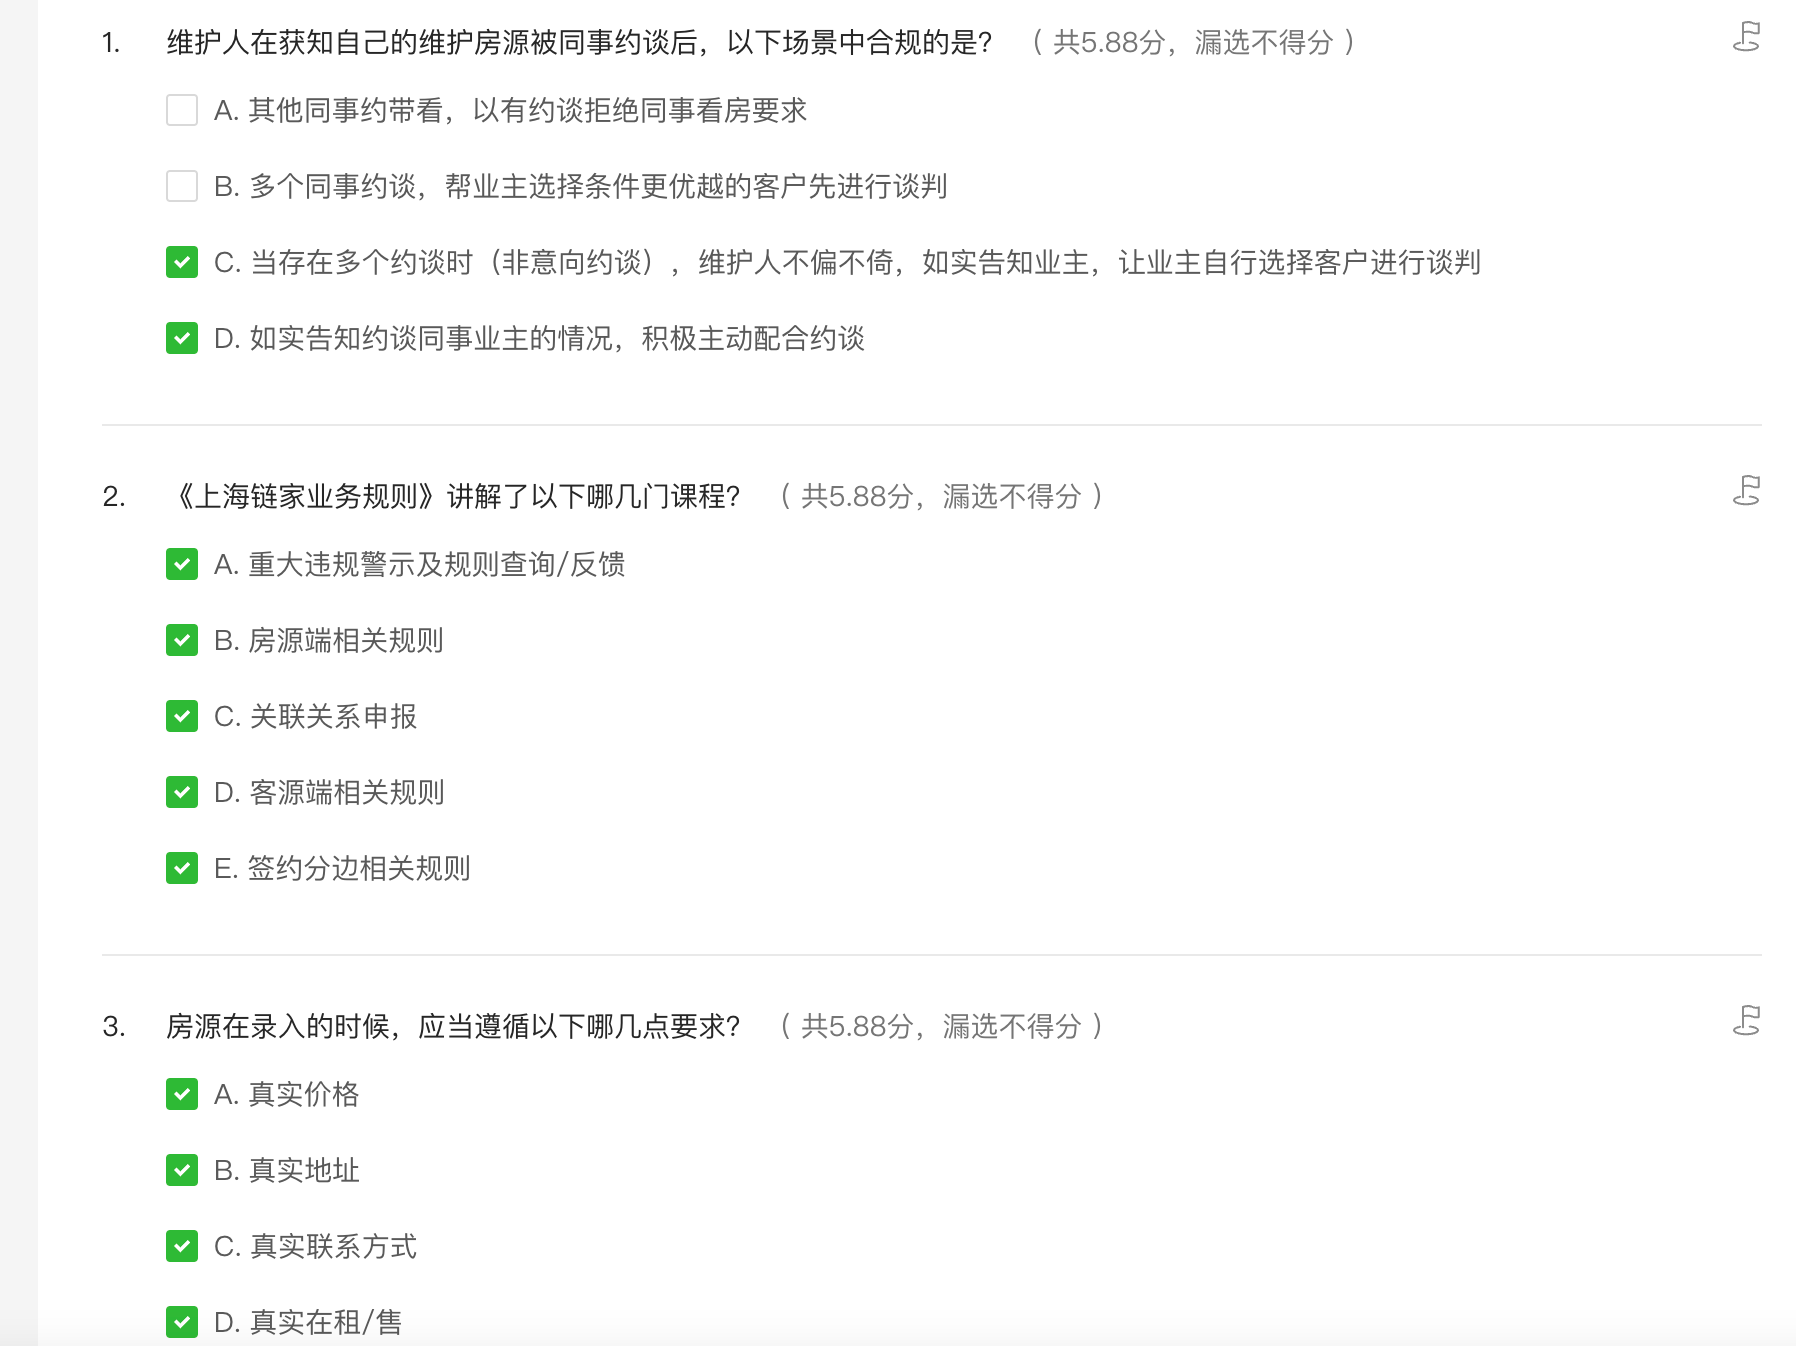 1. 维护人在获知自己的维护房源被同事约谈后，以下场景中合规的是？（ 共5.88分，漏选不得分 ）
A. 其他同事约带看，以有约谈拒绝同事看房要求
B. 多个同事约谈，帮业主选择条件更优越的客户先进行谈判
C. 当存在多个约谈时（非意向约谈），维护人不偏不倚，如实告知业主，让业主自行选择客户进行谈判
D. 如实告知约谈同事业主的情况，积极主动配合约谈
2. 《上海链家业务规则》讲解了以下哪几门课程？（ 共5.88分，漏选不得分 ）
A. 重大违规警示及规则查询/反馈
B. 房源端相关规则
C. 关联关系申报
D. 客源端相关规则
E. 签约分边相关规则
3. 房源在录入的时候，应当遵循以下哪几点要求？（ 共5.88分，漏选不得分 ）
A. 真实价格
B. 真实地址
C. 真实联系方式
D. 真实在租/售